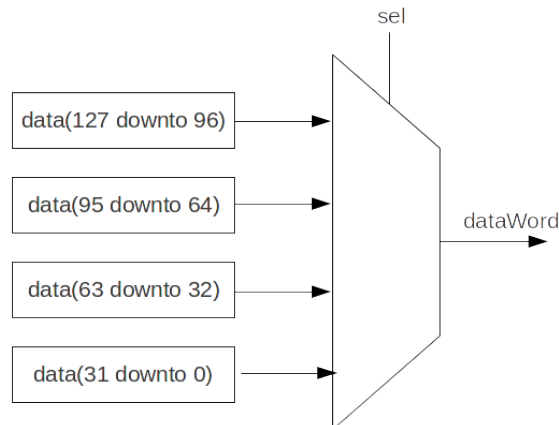 sel
data(127 downto 96)
data(95 downto 64)
dataWord
data(63 downto 32)
data(31 downto 0)